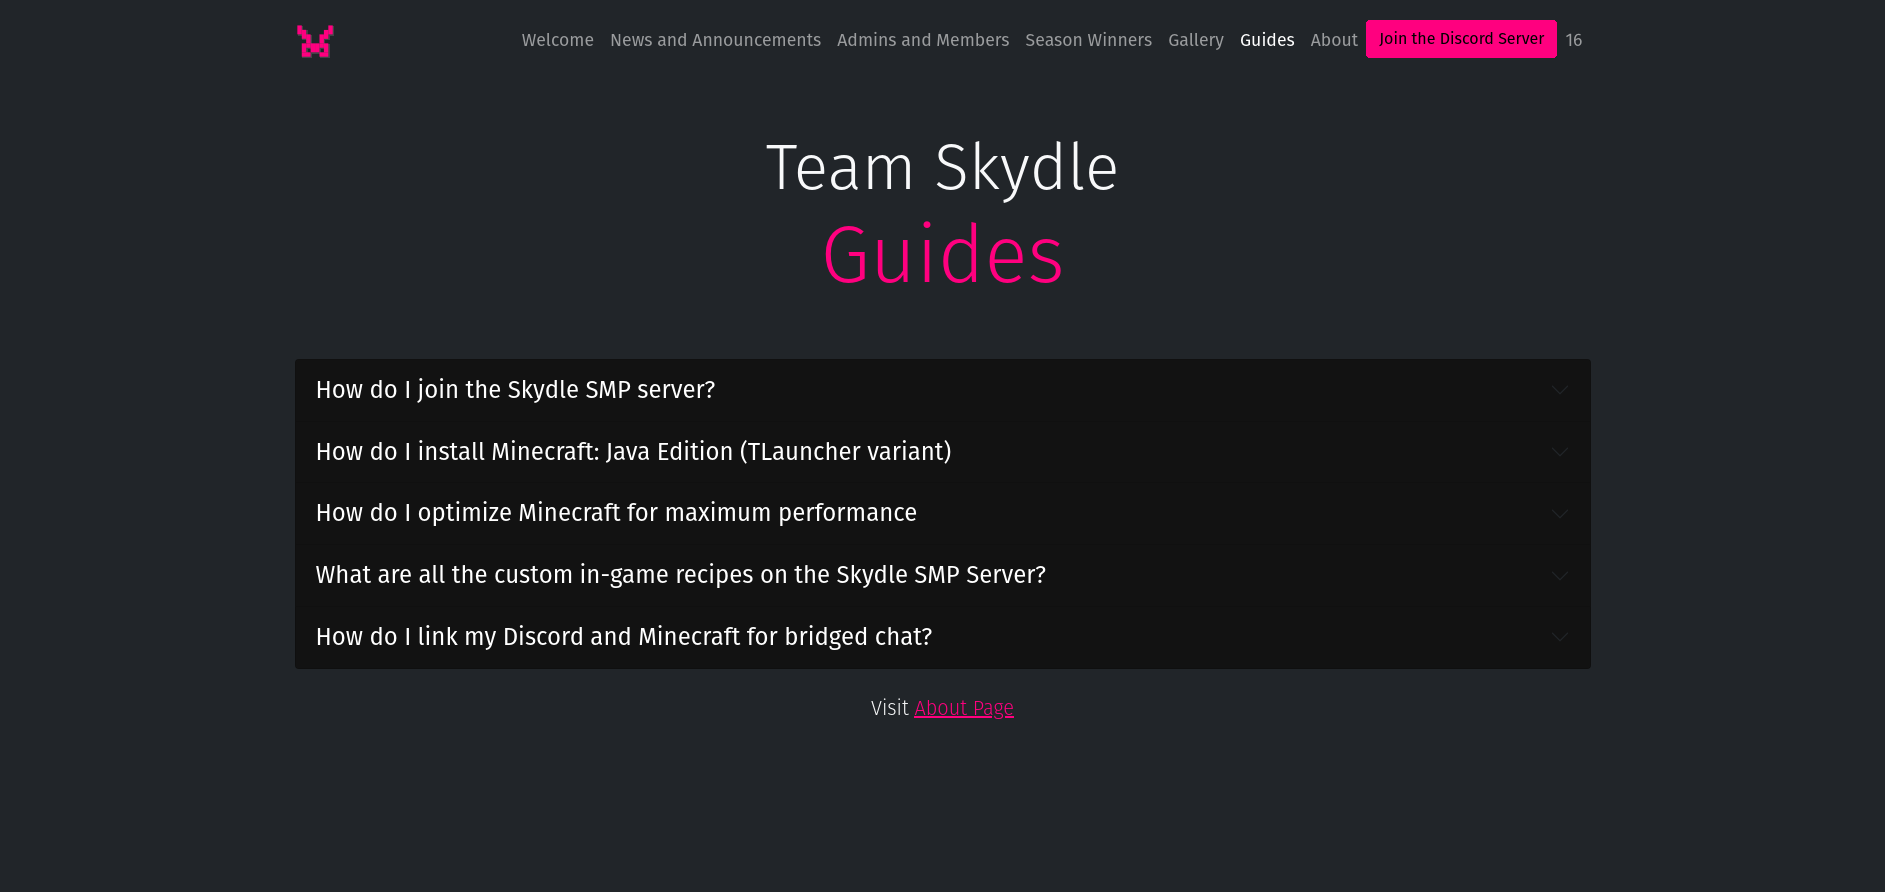 Welcome News and Announcements Admins and Members Season Winners Gallery Guides About Join the Discord Server 16
Team Skydle
Guides
How do I join the Skydle SMP server?
How do I install Minecraft: Java Edition (TLauncher variant)
How do I optimize Minecraft for maximum performance
What are all the custom in-game recipes on the Skydle SMP Server?
How do I link my Discord and Minecraft for bridged chat?
Visit About Page